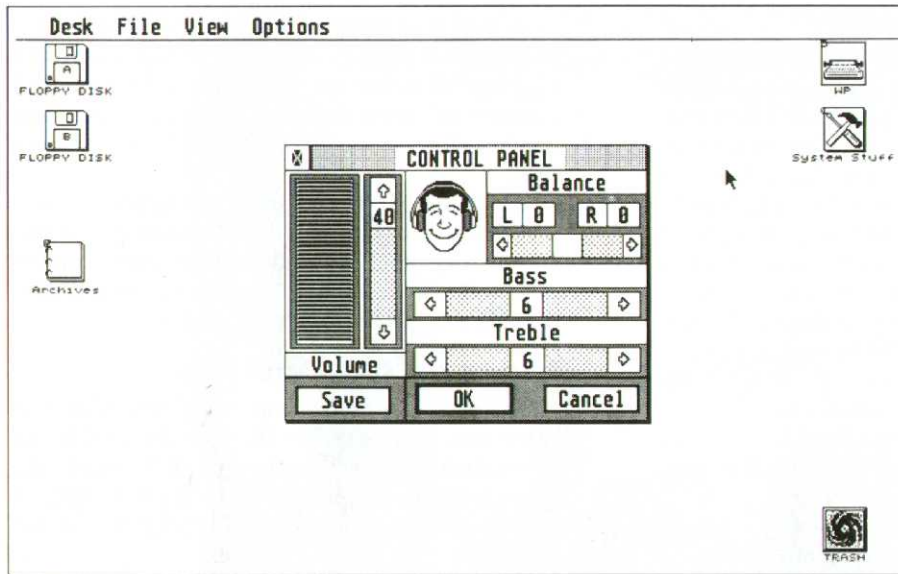 Desk File View Options
A
FLOPPY DISK
B
FLOPPY DISK
Archives
WP
System Stuff
TRASH
CONTROL PANEL
40
Volume
Balance
L 0 R 0
Bass
6
Treble
6
Save OK Cancel